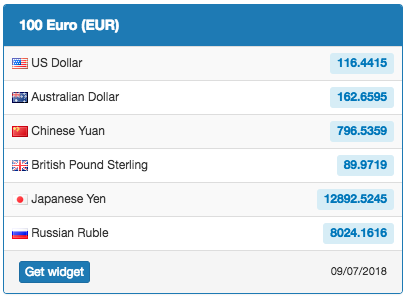 100 Euro (EUR)
US Dollar 116.4415
Australian Dollar 162.6595
Chinese Yuan 796.5359
British Pound Sterling 89.9719
Japanese Yen 12892.5245
Russian Ruble 8024.1616
Get widget 09/07/2018